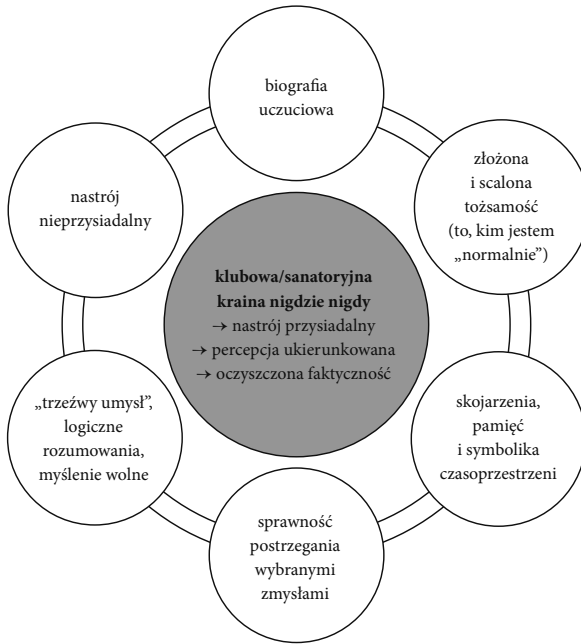 biografia
uczuciowa
złożona
i scalona
tożsamość
(to, kim jestem
„normalnie”)
nastrój
nieprzysiadalny
klubowa/sanatoryjna
kraina nigdzie nigdy
→ nastrój przysiadalny
→ percepcja ukierunkowana
→ oczyszczona faktyczność
„trzeźwy umysł”,
logiczne
rozumowania,
myślenie wolne
skojarzenia,
pamięć
i symbolika
czasoprzestrzeni
sprawność
postrzegania
wybranymi
zmysłami